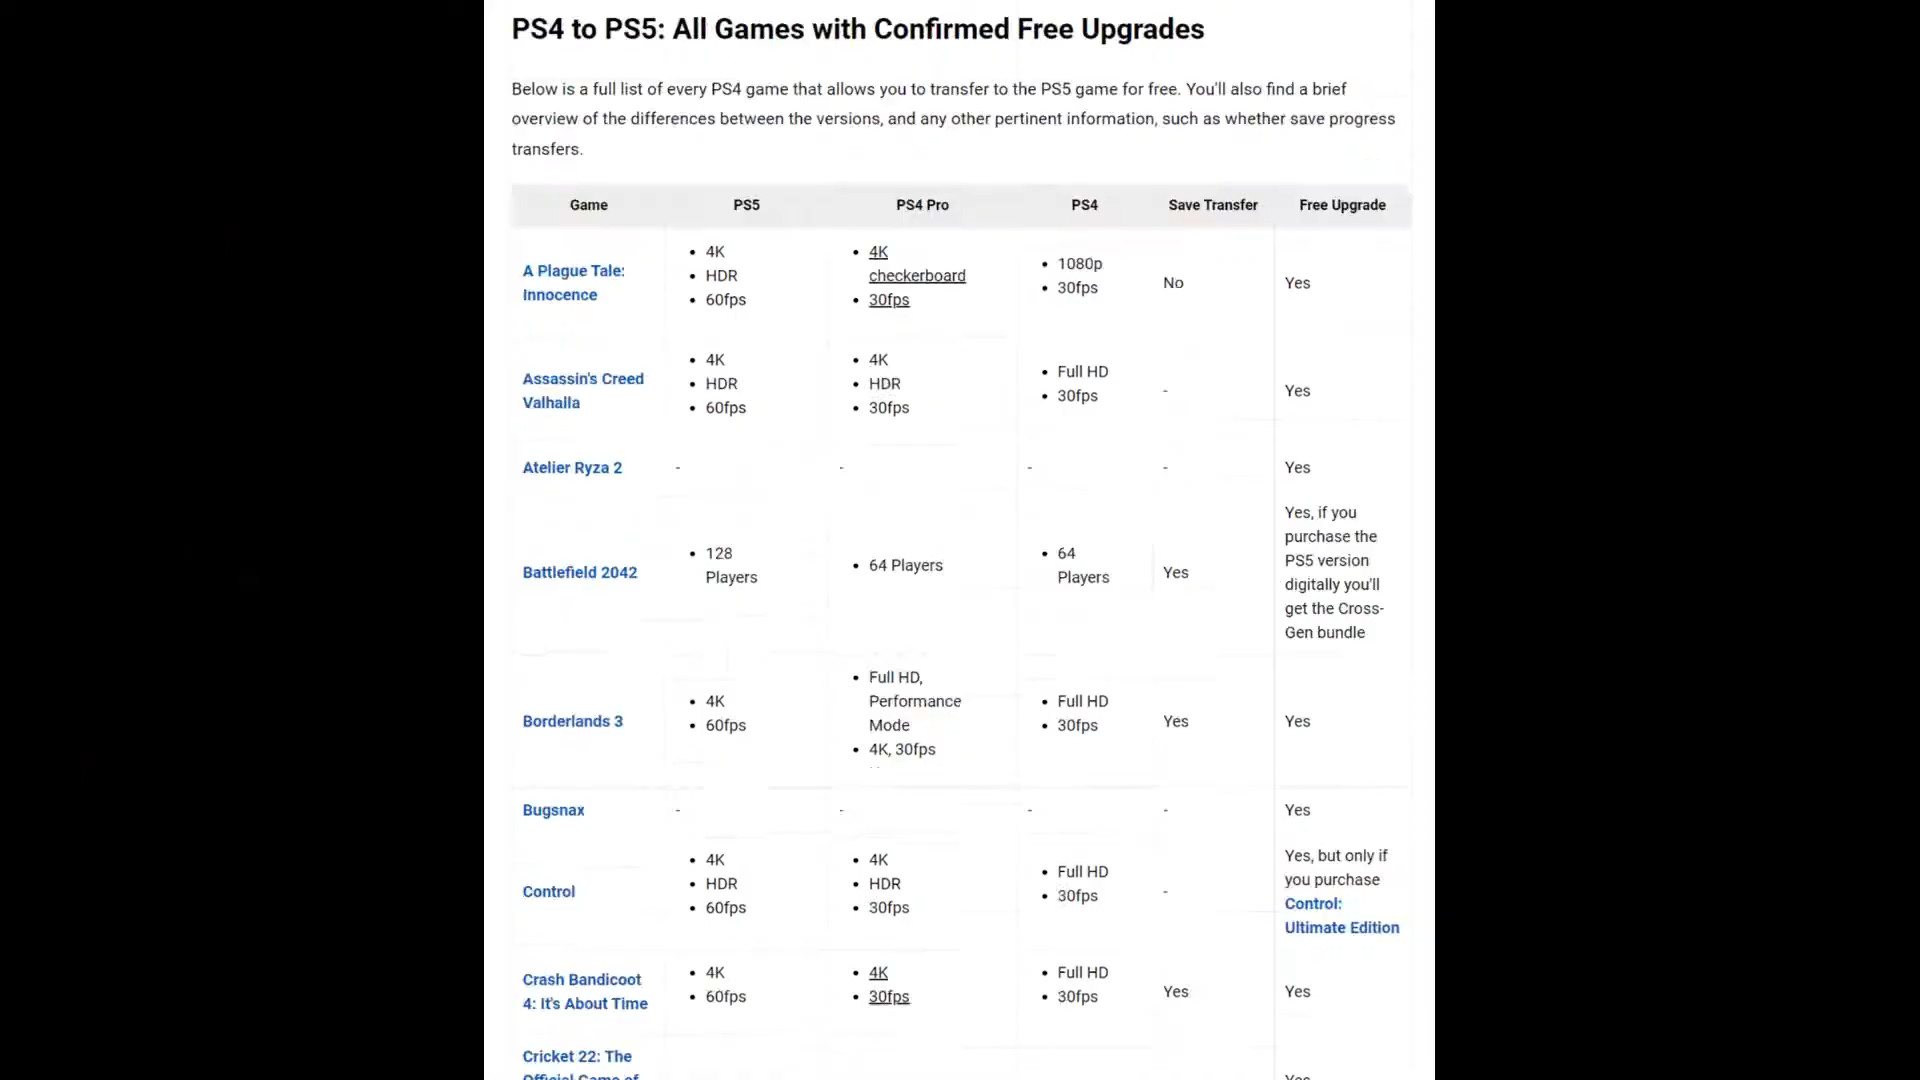 PS4 to PS5: All Games with Confirmed Free Upgrades
Below is a full list of every PS4 game that allows you to transfer to the PS5 game for free. You'll also find a brief
overview of the differences between the versions, and any other pertinent information, such as whether save progress
transfers.
Game PS5 PS4 Pro PS4 Save Transfer Free Upgrade
A Plague Tale:
Innocence
• 4K
• HDR
• 60fps
• 4K
checkerboard
• 30fps
• 1080p
• 30fps
No
Yes
Assassin's Creed
Valhalla
• 4K
• HDR
• 60fps
• 4K
• HDR
• 30fps
• Full HD
• 30fps
-
Yes
Atelier Ryza 2 - - - - Yes
Battlefield 2042
• 128
Players
• 64 Players
• 64
Players
Yes
Yes, if you
purchase the
PS5 version
digitally you'll
get the Cross-
Gen bundle
Borderlands 3
• 4K
• 60fps
• Full HD,
Performance
Mode
• 4K, 30fps
• Full HD
• 30fps
Yes
Yes
Bugsnax - - - - Yes
Control
• 4K
• HDR
• 60fps
• 4K
• HDR
• 30fps
• Full HD
• 30fps
-
Yes, but only if
you purchase
Control:
Ultimate Edition
Crash Bandicoot
4: It's About Time
• 4K
• 60fps
• 4K
• 30fps
• Full HD
• 30fps
Yes
Yes
Cricket 22: The
Official Game of
Yes